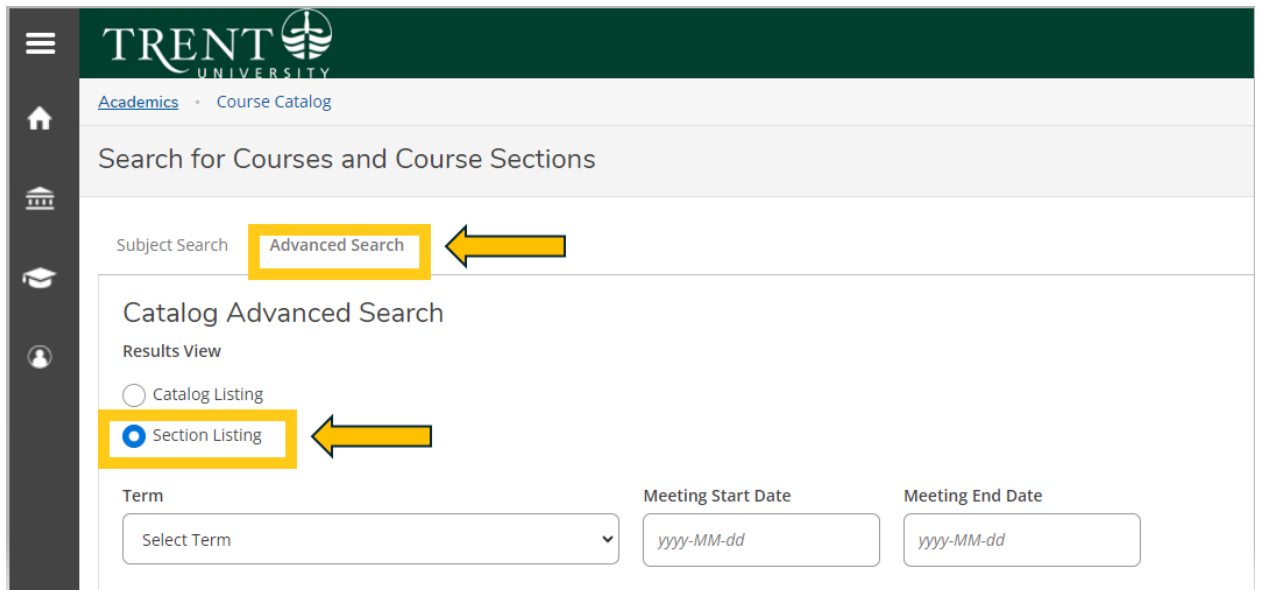 TRENT
UNIVERSITY
Academics • Course Catalog
Search for Courses and Course Sections
Subject Search Advanced Search
Catalog Advanced Search
Results View
Catalog Listing
Section Listing
Term Meeting Start Date Meeting End Date
Select Term yyyy-MM-dd yyyy-MM-dd